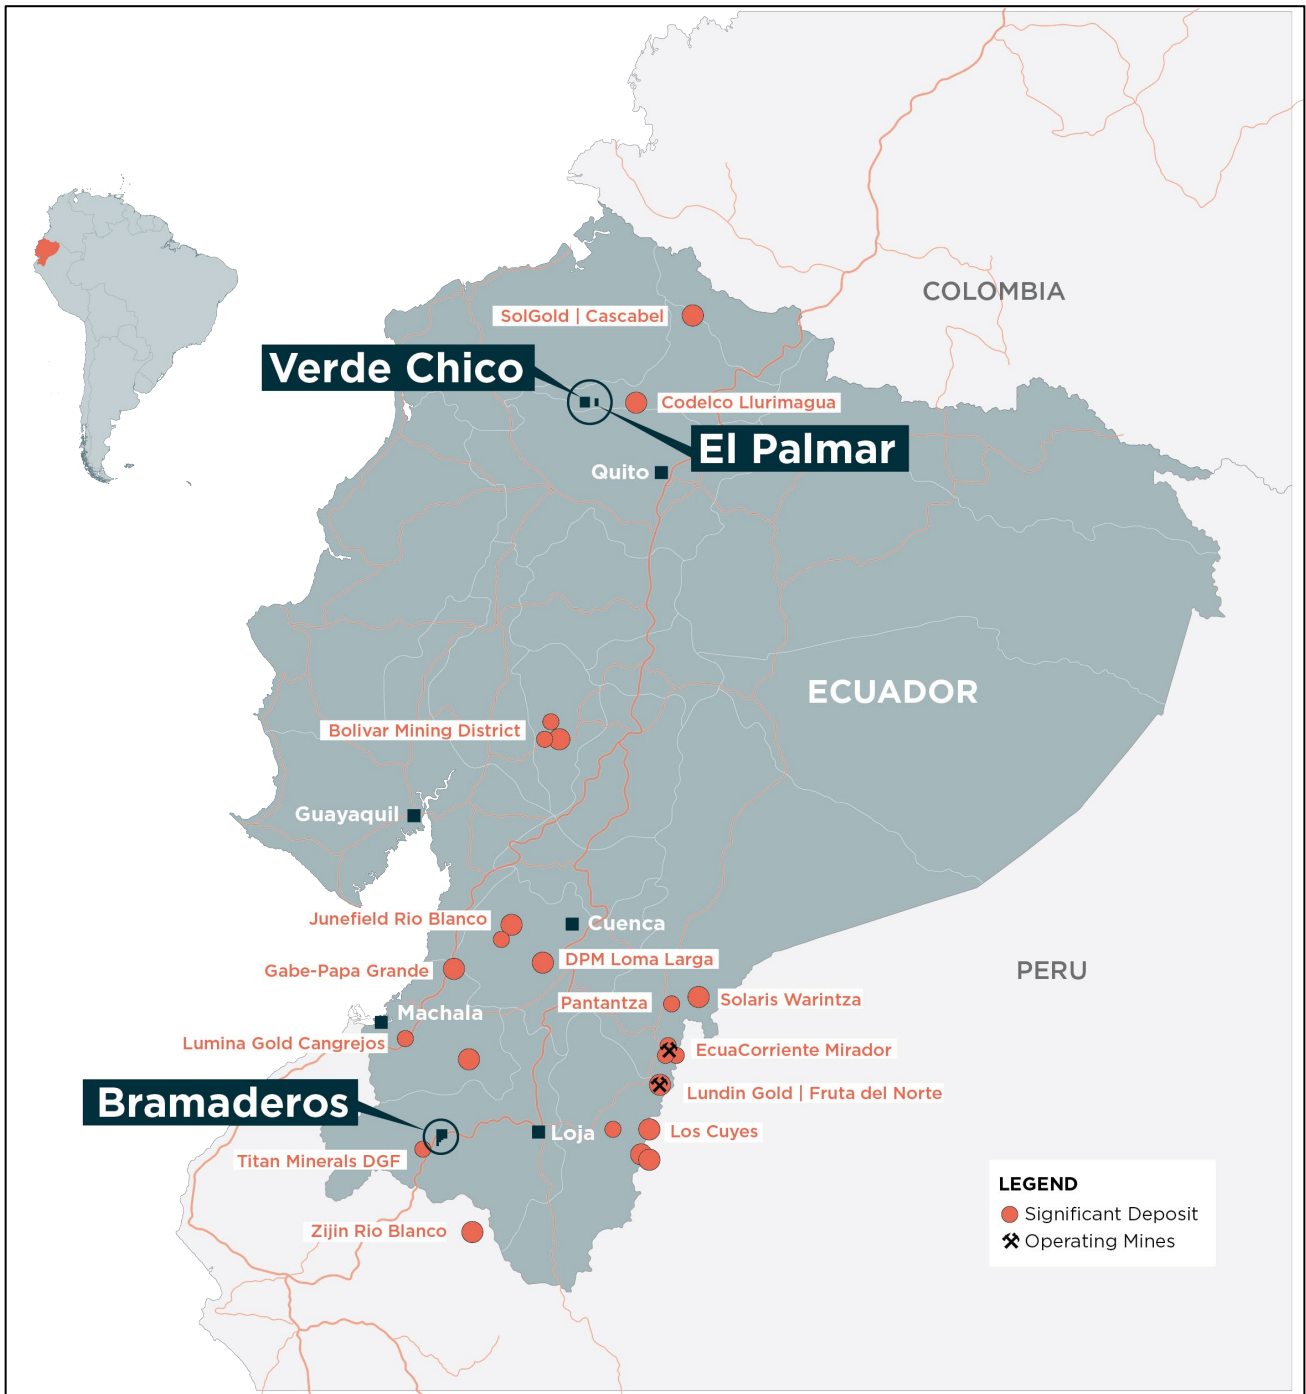 COLOMBIA
SolGold | Cascabel
Verde Chico
Codelco Llurimagua
El Palmar
Quito
ECUADOR
Bolivar Mining District
Guayaquil
Junefield Rio Blanco
Cuenca
DPM Loma Larga
Gabe-Papa Grande
PERU
Pantantza
Solaris Warintza
Machala
Lumina Gold Cangrejos
EcuaCorriente Mirador
Lundin Gold | Fruta del Norte
Bramaderos
Loja
Los Cuyes
Titan Minerals DGF
Zijin Rio Blanco
LEGEND
Significant Deposit
Operating Mines